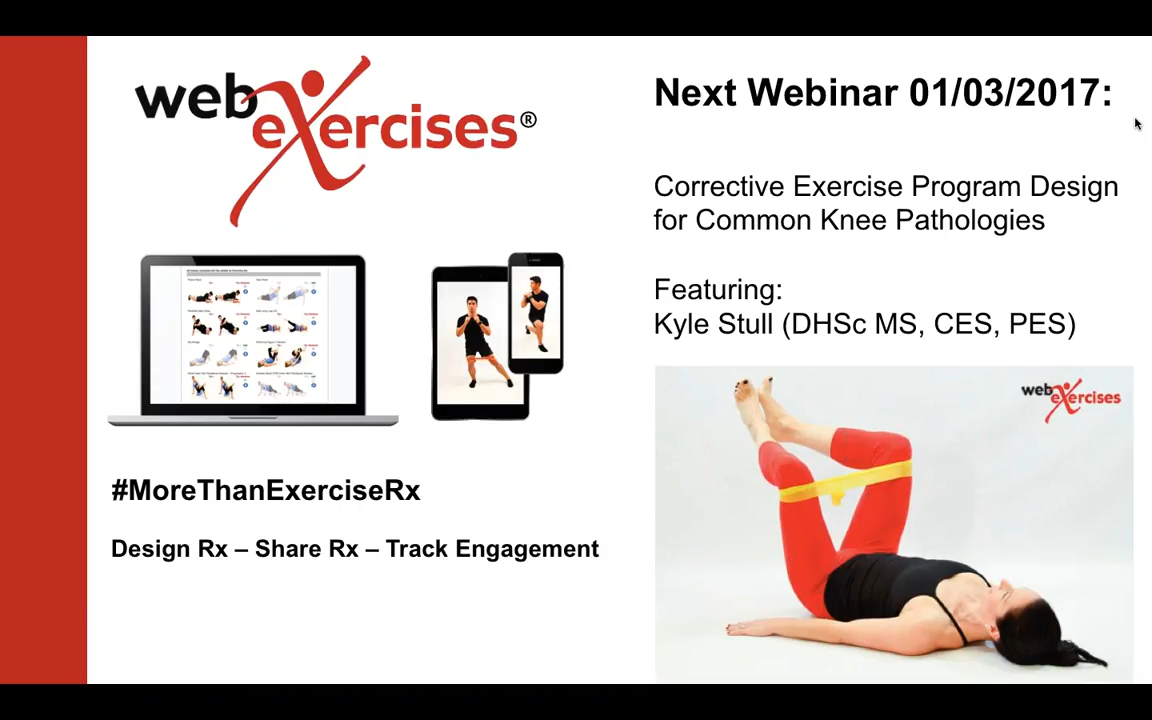 web
exercises®
Next Webinar 01/03/2017:
Corrective Exercise Program Design
for Common Knee Pathologies
Featuring:
Kyle Stull (DHSc MS, CES, PES)
#MoreThanExerciseRx
Design Rx – Share Rx – Track Engagement
web
exercises